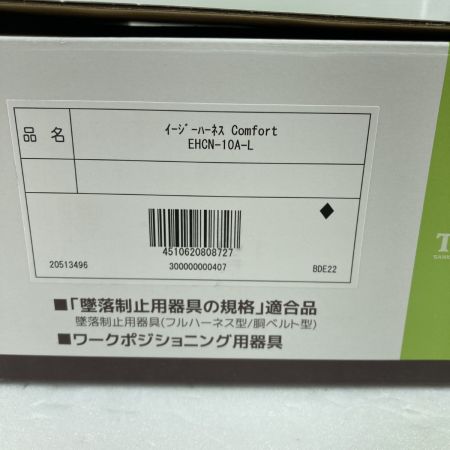 品 名
ｲｰｼﾞｰﾊｰﾈｽ Comfort
EHCN-10A-L
4510620808727
20513496
300000000407
BDE22
■「墜落制止用器具の規格」適合品
墜落制止用器具(フルハーネス型/胴ベルト型)
■ワークポジショニング用器具